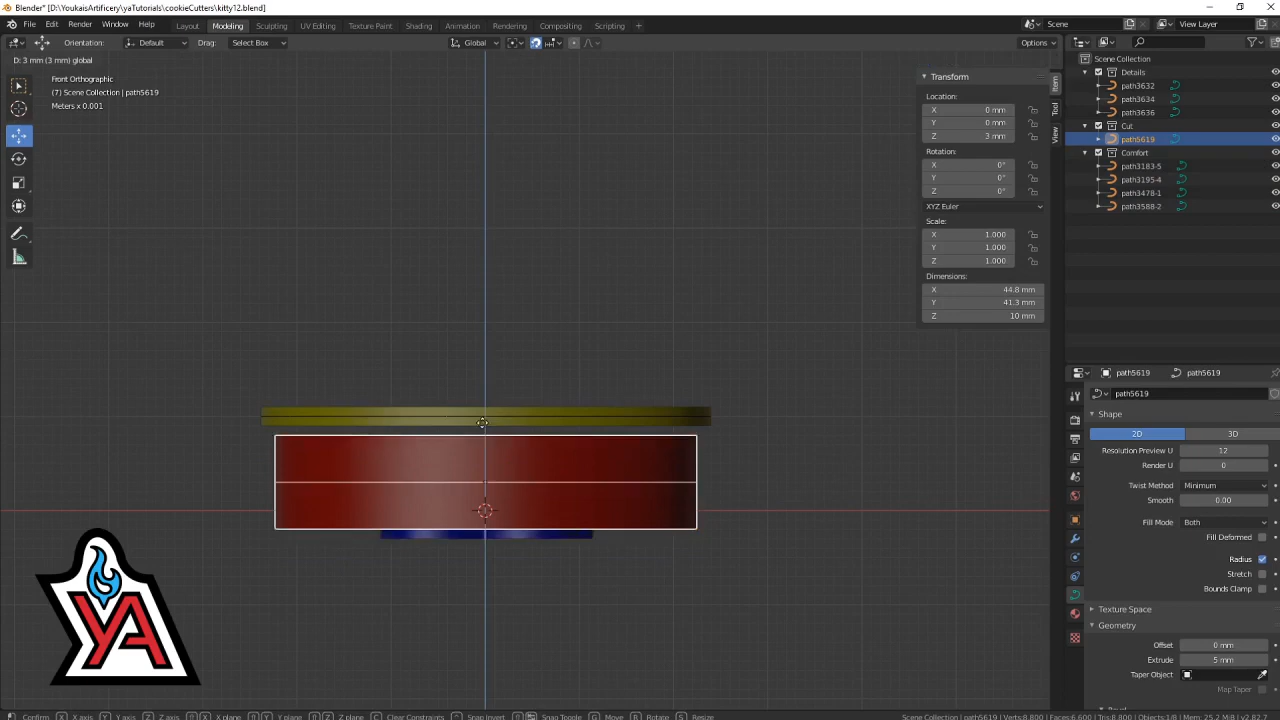 Blender* [D:\YoukaisArtificery\yaTutorials\cookieCutters\kitty12.blend]
File Edit Render Window Help Layout Modeling Sculpting UV Editing Texture Paint Shading Animation Rendering Compositing Scripting + Scene View Layer
Orientation: Default Drag: Select Box Global Options
D: 3 mm (3 mm) global
Front Orthographic
(7) Scene Collection | path5619
Meters x 0.001
Transform
Location:
X 0 mm
Y 0 mm
Z 3 mm
Rotation:
X 0°
Y 0°
Z 0°
XYZ Euler
Scale:
X 1.000
Y 1.000
Z 1.000
Dimensions:
X 44.8 mm
Y 41.3 mm
Z 10 mm
Item
Tool
View
Scene Collection
Details
path3632
path3634
path3636
Cut
path5619
Comfort
path3183-5
path3195-4
path3478-1
path3588-2
path5619 path5619
path5619
Shape
2D 3D
Resolution Preview U 12
Render U 0
Twist Method Minimum
Smooth 0.00
Fill Mode Both
Fill Deformed
Radius
Stretch
Bounds Clamp
Texture Space
Geometry
Offset 0 mm
Extrude 5 mm
Taper Object
Map Taper
YA
Confirm X X axis Y Y axis Z Z axis X X plane Y Y plane Z Z plane C Clear Constraints Snap Invert Snap Toggle G Move R Rotate S Resize
Scene Collection | path5619 | Verts:8,800 | Faces:6,600 | Tris:8,800 | Objects:1/8 | Mem: 25.2 MiB | v2.82.7